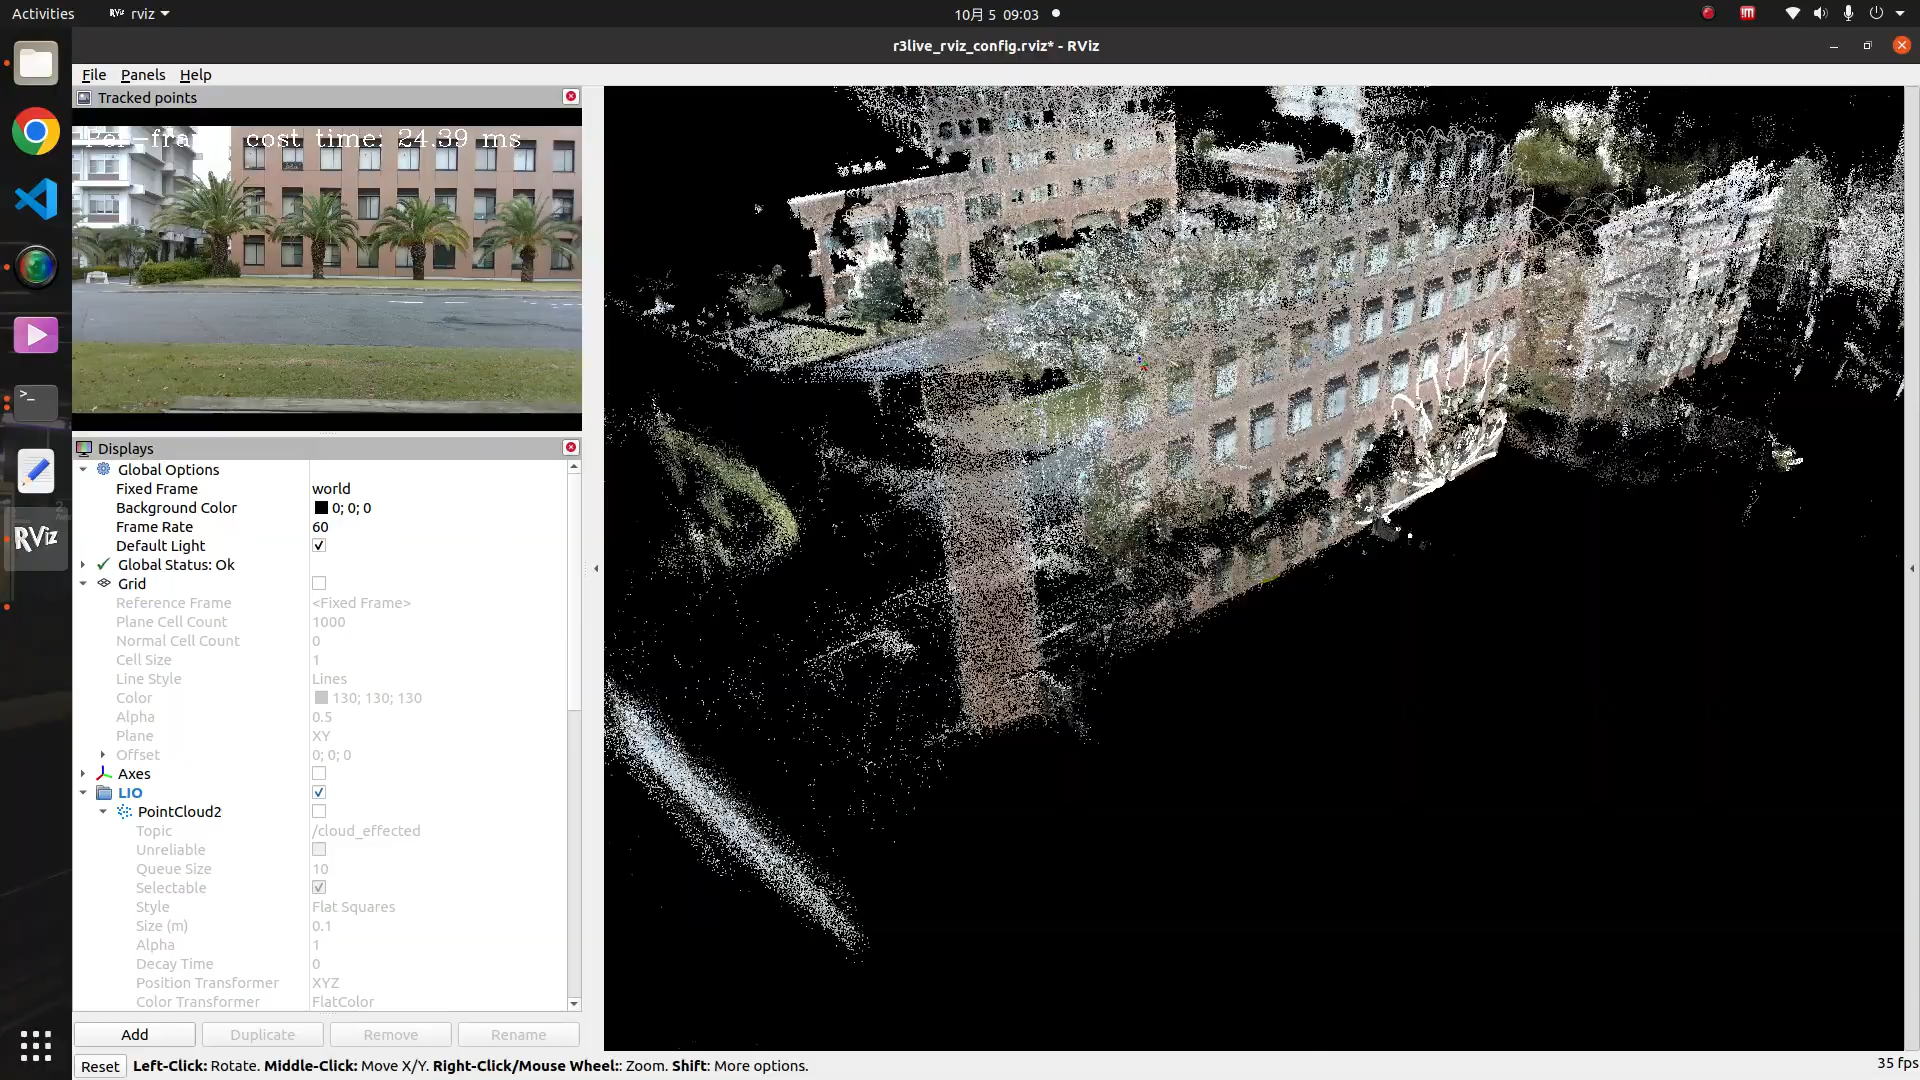 Activities
RViz rviz
10月 5 09:03
r3live_rviz_config.rviz* - RViz
File Panels Help
Tracked points
Per-frame cost time: 24.39 ms
Displays
Global Options
Fixed Frame world
Background Color 0; 0; 0
Frame Rate 60
Default Light
Global Status: Ok
Grid
Reference Frame <Fixed Frame>
Plane Cell Count 1000
Normal Cell Count 0
Cell Size 1
Line Style Lines
Color 130; 130; 130
Alpha 0.5
Plane XY
Offset 0; 0; 0
Axes
LIO
PointCloud2
Topic /cloud_effected
Unreliable
Queue Size 10
Selectable
Style Flat Squares
Size (m) 0.1
Alpha 1
Decay Time 0
Position Transformer XYZ
Color Transformer FlatColor
Add Duplicate Remove Rename
Reset Left-Click: Rotate. Middle-Click: Move X/Y. Right-Click/Mouse Wheel:: Zoom. Shift: More options.
35 fps
RViz